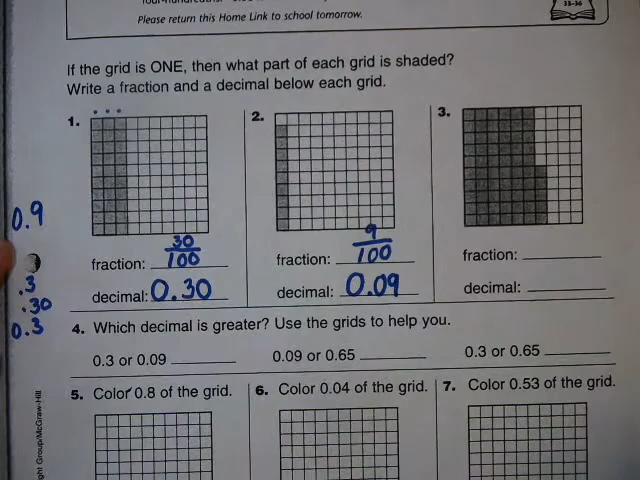 Please return this Home Link to school tomorrow.
33-36
If the grid is ONE, then what part of each grid is shaded?
Write a fraction and a decimal below each grid.
1. 2. 3.
0.9
fraction: 30/100 fraction: 9/100 fraction:
decimal: 0.30 decimal: 0.09 decimal:
.3
.30
0.3
4. Which decimal is greater? Use the grids to help you.
0.3 or 0.09 0.09 or 0.65 0.3 or 0.65
5. Color 0.8 of the grid. 6. Color 0.04 of the grid. 7. Color 0.53 of the grid.
Group/McGraw-Hill